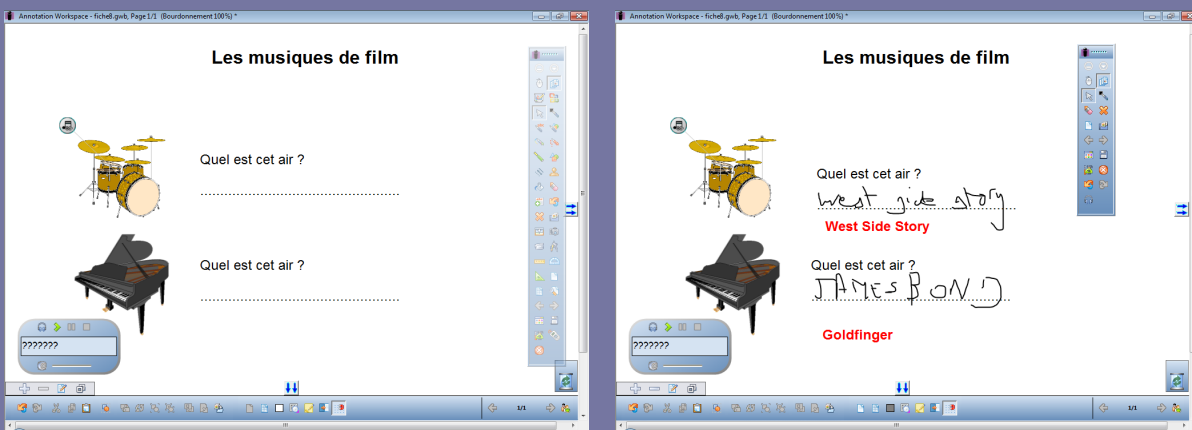 Annotation Workspace - fiche8.gwb, Page 1/1 (Bourdonnement 100%) *
Les musiques de film
Quel est cet air ?
Quel est cet air ?
???????
1/1
Annotation Workspace - fiche8.gwb, Page 1/1 (Bourdonnement 100%) *
Les musiques de film
Quel est cet air ?
west side story
West Side Story
Quel est cet air ?
JAMES BOND
Goldfinger
???????
1/1